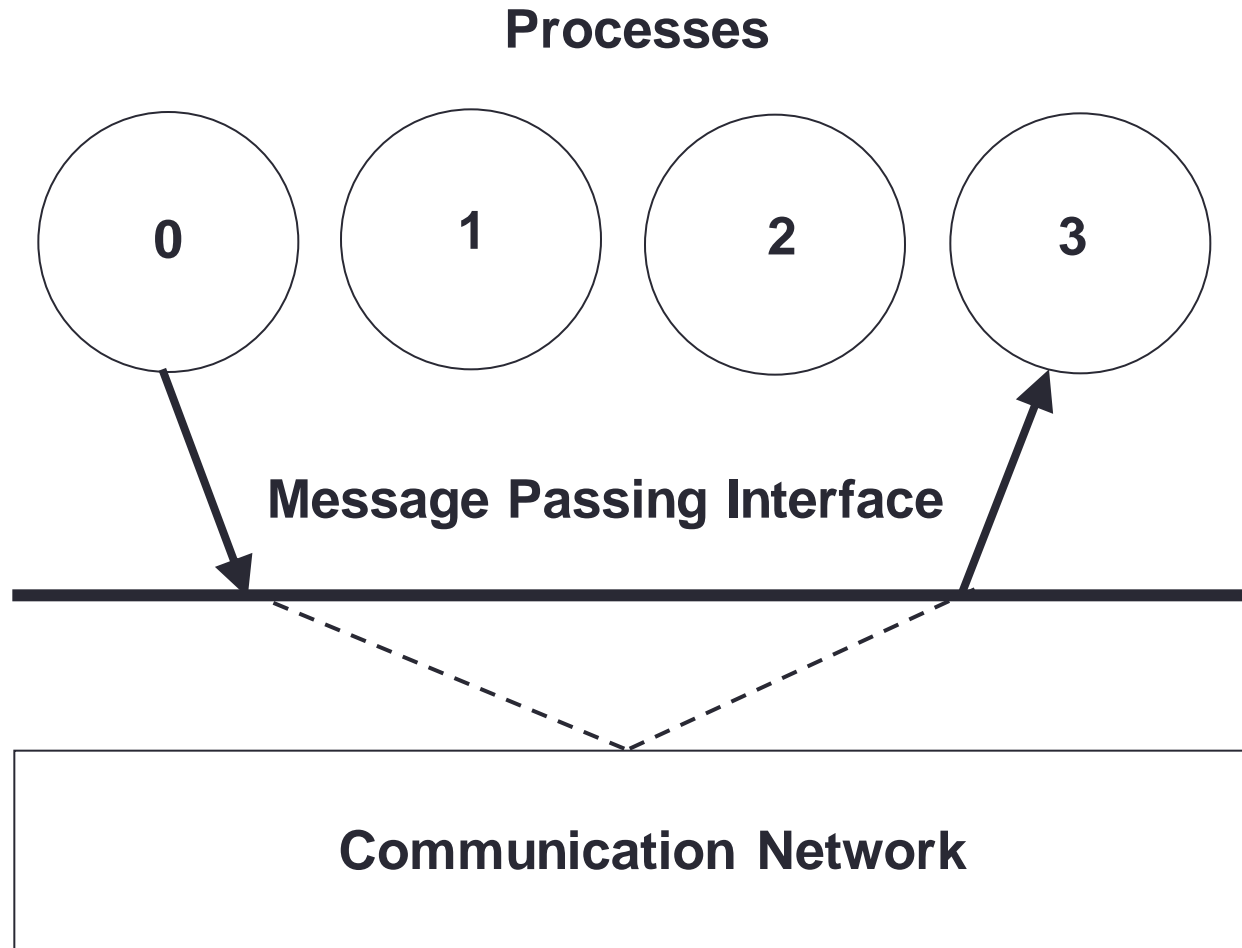 Processes
0 1 2 3
Message Passing Interface
Communication Network